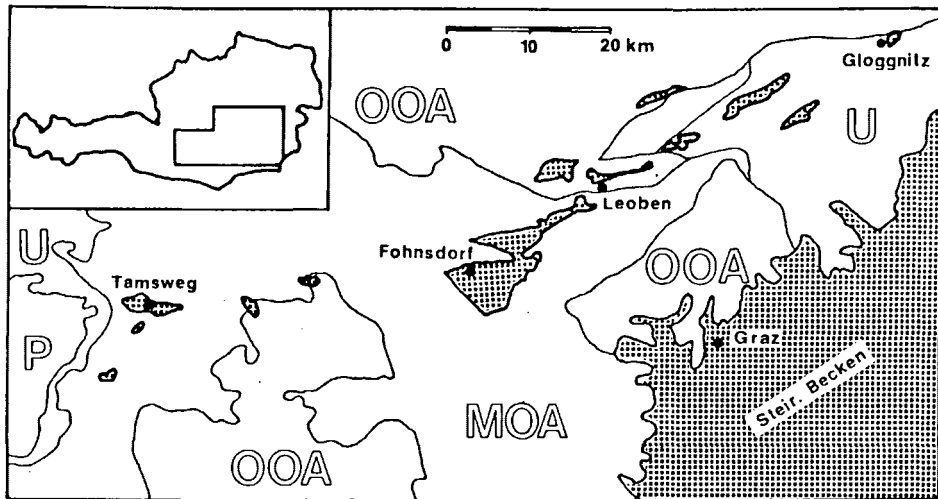 0 10 20 km
Gloggnitz
OOA
U
Leoben
U
Fohnsdorf
OOA
Tamsweg
P
Graz
Steir. Becken
MOA
OOA